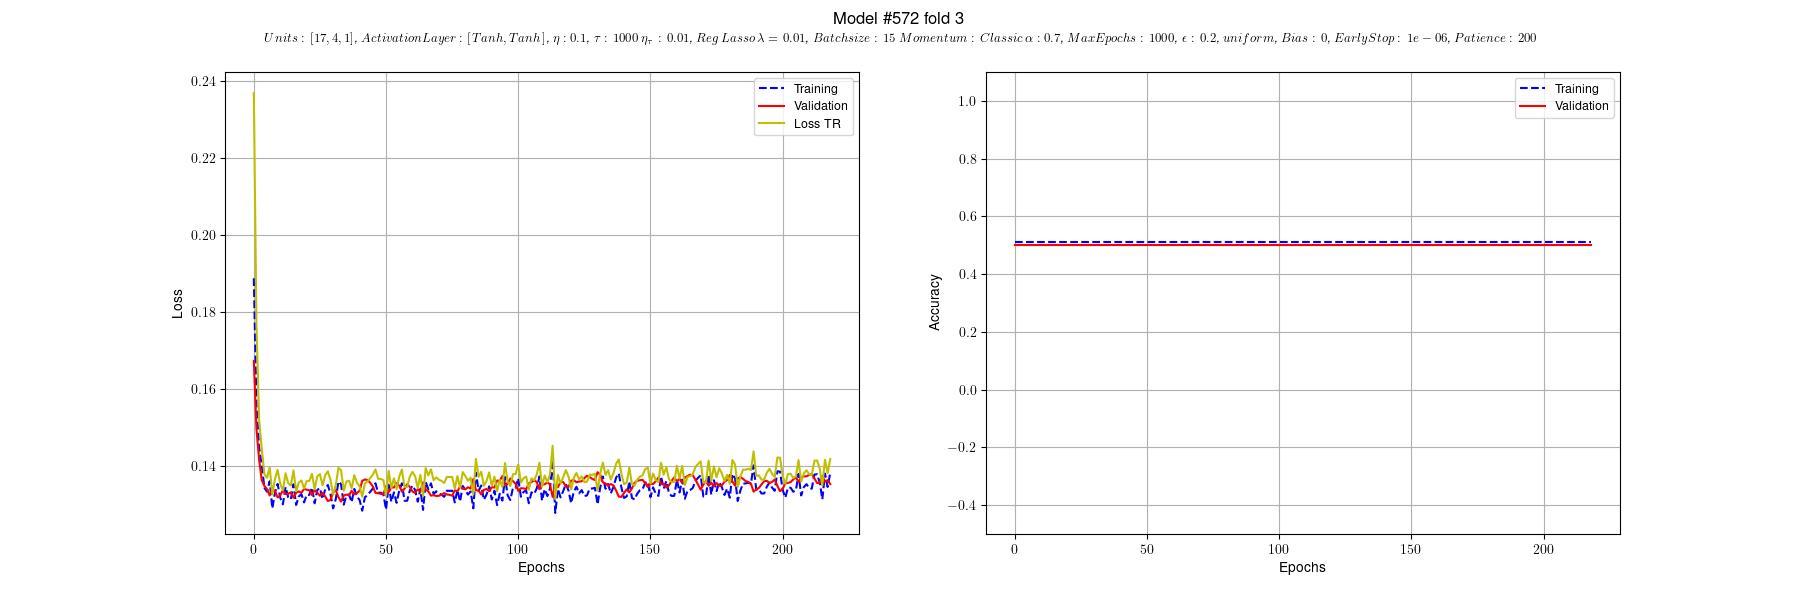 Model #572 fold 3
Units : [17, 4, 1], ActivationLayer : [Tanh, Tanh], η : 0.1, τ : 1000 η_τ : 0.01, Reg Lasso λ = 0.01, Batchsize : 15 Momentum : Classic α : 0.7, MaxEpochs : 1000, ϵ : 0.2, uniform, Bias : 0, EarlyStop : 1e − 06, Patience : 200
0.24
0.22
0.20
0.18
0.16
0.14
Loss
0
50
100
150
200
Epochs
Training
Validation
Loss TR
1.0
0.8
0.6
0.4
0.2
0.0
−0.2
−0.4
Accuracy
0
50
100
150
200
Epochs
Training
Validation